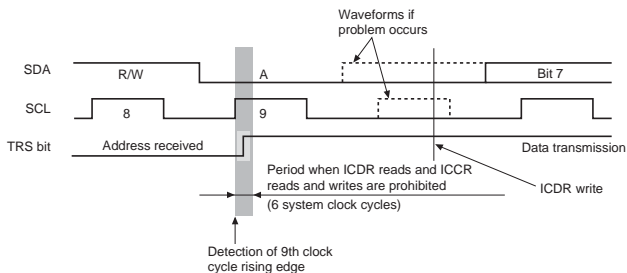 Waveforms if
problem occurs
SDA
R/W
A
Bit 7
SCL
8
9
TRS bit
Address received
Data transmission
Period when ICDR reads and ICCR
reads and writes are prohibited
(6 system clock cycles)
ICDR write
Detection of 9th clock
cycle rising edge